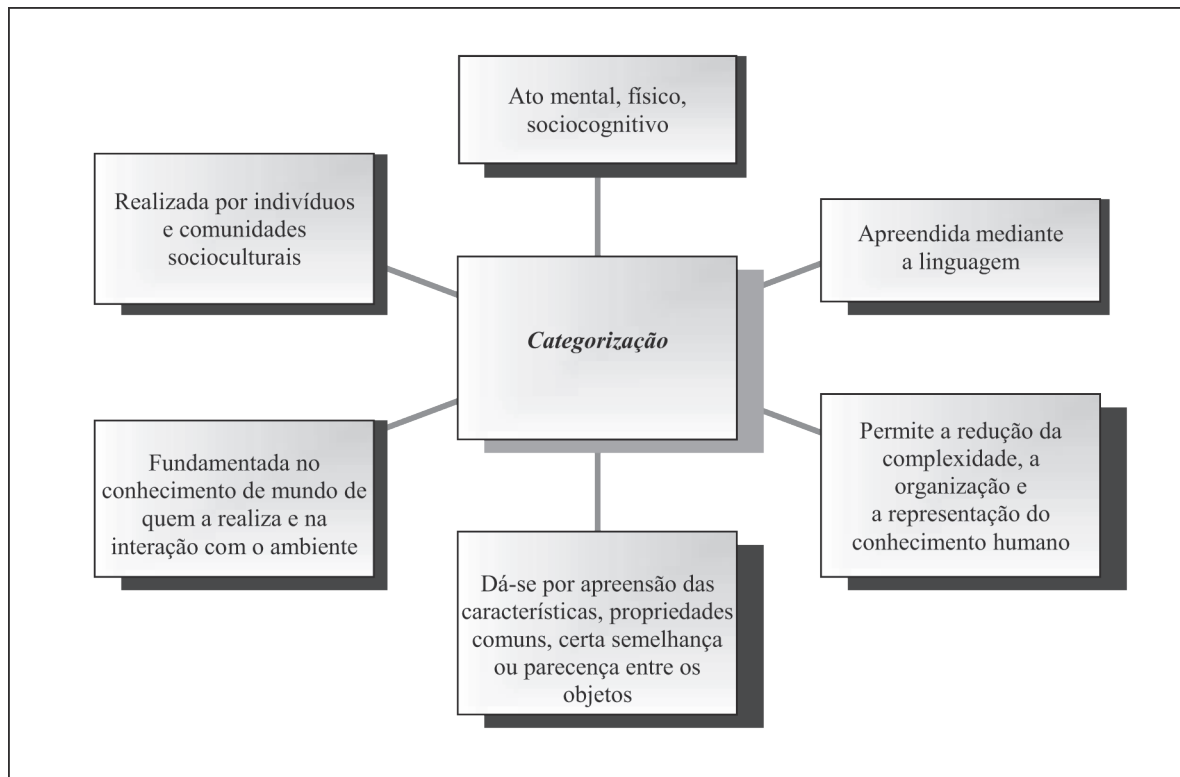 Ato mental, físico,
sociocognitivo
Realizada por indivíduos
e comunidades
socioculturais
Apreendida mediante
a linguagem
Categorização
Fundamentada no
conhecimento de mundo de
quem a realiza e na
interação com o ambiente
Permite a redução da
complexidade, a
organização e
a representação do
conhecimento humano
Dá-se por apreensão das
características, propriedades
comuns, certa semelhança
ou parecença entre os
objetos